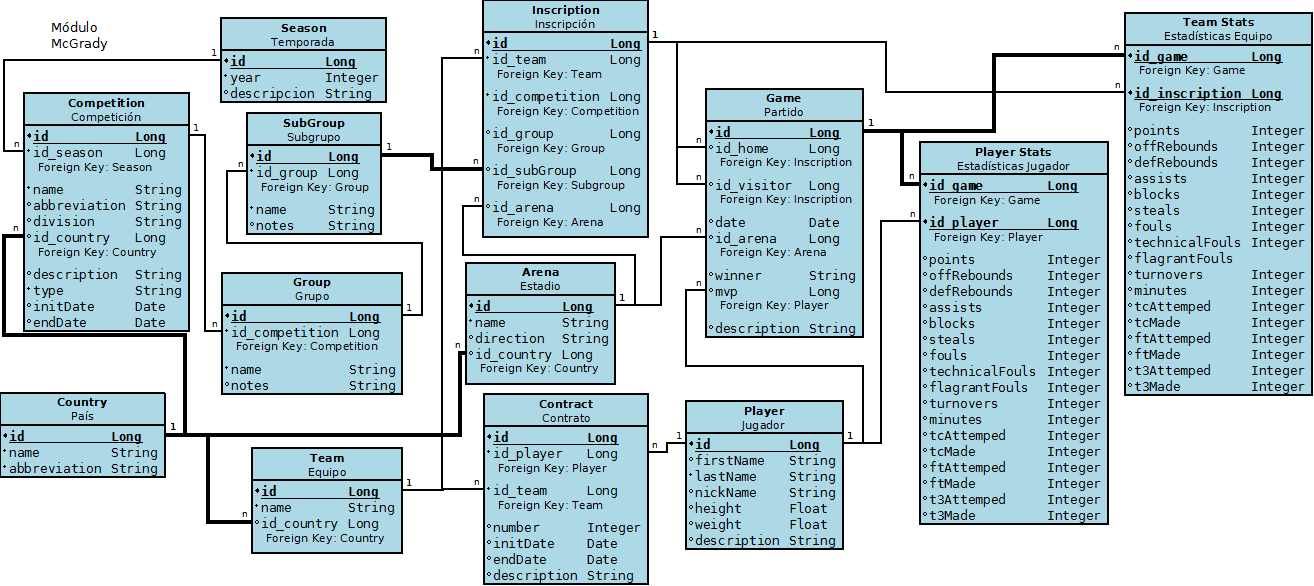 Módulo
McGrady
Season
Temporada
id Long
year Integer
descripcion String
Competition
Competición
id Long
id_season Long
Foreign Key: Season
name String
abbreviation String
division String
id_country Long
Foreign Key: Country
description String
type String
initDate Date
endDate Date
SubGroup
Subgrupo
id Long
id_group Long
Foreign Key: Group
name String
notes String
Group
Grupo
id Long
id_competition Long
Foreign Key: Competition
name String
notes String
Country
País
id Long
name String
abbreviation String
Team
Equipo
id Long
name String
id_country Long
Foreign Key: Country
Inscription
Inscripción
id Long
id_team Long
Foreign Key: Team
id_competition Long
Foreign Key: Competition
id_group Long
Foreign Key: Group
id_subGroup Long
Foreign Key: Subgroup
id_arena Long
Foreign Key: Arena
Arena
Estadio
id Long
name String
direction String
id_country Long
Foreign Key: Country
Contract
Contrato
id Long
id_player Long
Foreign Key: Player
id_team Long
Foreign Key: Team
number Integer
initDate Date
endDate Date
description String
Game
Partido
id Long
id_home Long
Foreign Key: Inscription
id_visitor Long
Foreign Key: Inscription
date Date
id_arena Long
Foreign Key: Arena
winner String
mvp Long
Foreign Key: Player
description String
Player
Jugador
id Long
firstName String
lastName String
nickName String
height Float
weight Float
description String
Player Stats
Estadísticas Jugador
id_game Long
Foreign Key: Game
id_player Long
Foreign Key: Player
points Integer
offRebounds Integer
defRebounds Integer
assists Integer
blocks Integer
steals Integer
fouls Integer
technicalFouls Integer
flagrantFouls Integer
turnovers Integer
minutes Integer
tcAttemped Integer
tcMade Integer
ftAttemped Integer
ftMade Integer
t3Attemped Integer
t3Made Integer
Team Stats
Estadísticas Equipo
id_game Long
Foreign Key: Game
id_inscription Long
Foreign Key: Inscription
points Integer
offRebounds Integer
defRebounds Integer
assists Integer
blocks Integer
steals Integer
fouls Integer
technicalFouls Integer
flagrantFouls
turnovers Integer
minutes Integer
tcAttemped Integer
tcMade Integer
ftAttemped Integer
ftMade Integer
t3Attemped Integer
t3Made Integer
1
n
1
n
1
n
1
n
1
n
n
n
1
n
n
1
n
n
n
1
n
n
1
n
n
1
n
n